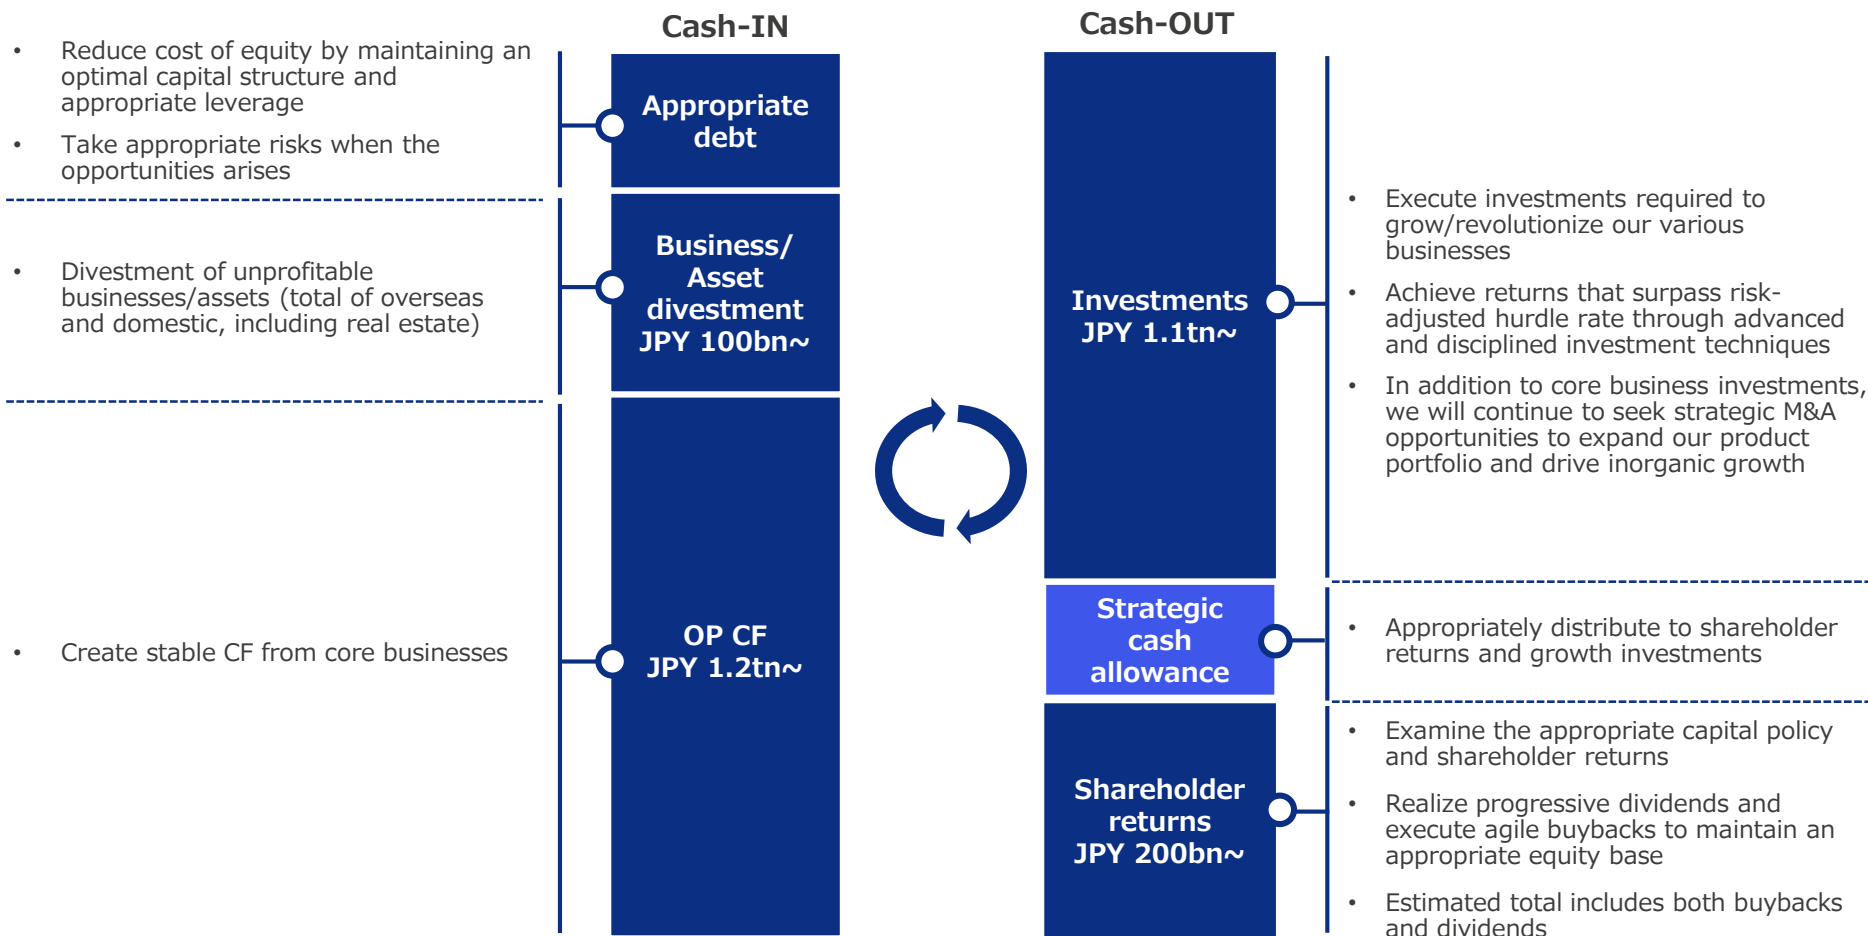 Cash-IN
• Reduce cost of equity by maintaining an
optimal capital structure and
appropriate leverage
• Take appropriate risks when the
opportunities arises
Appropriate
debt
• Divestment of unprofitable
businesses/assets (total of overseas
and domestic, including real estate)
Business/
Asset
divestment
JPY 100bn~
• Create stable CF from core businesses
OP CF
JPY 1.2tn~
Cash-OUT
Investments
JPY 1.1tn~
• Execute investments required to
grow/revolutionize our various
businesses
• Achieve returns that surpass risk-
adjusted hurdle rate through advanced
and disciplined investment techniques
• In addition to core business investments,
we will continue to seek strategic M&A
opportunities to expand our product
portfolio and drive inorganic growth
Strategic
cash
allowance
• Appropriately distribute to shareholder
returns and growth investments
Shareholder
returns
JPY 200bn~
• Examine the appropriate capital policy
and shareholder returns
• Realize progressive dividends and
execute agile buybacks to maintain an
appropriate equity base
• Estimated total includes both buybacks
and dividends